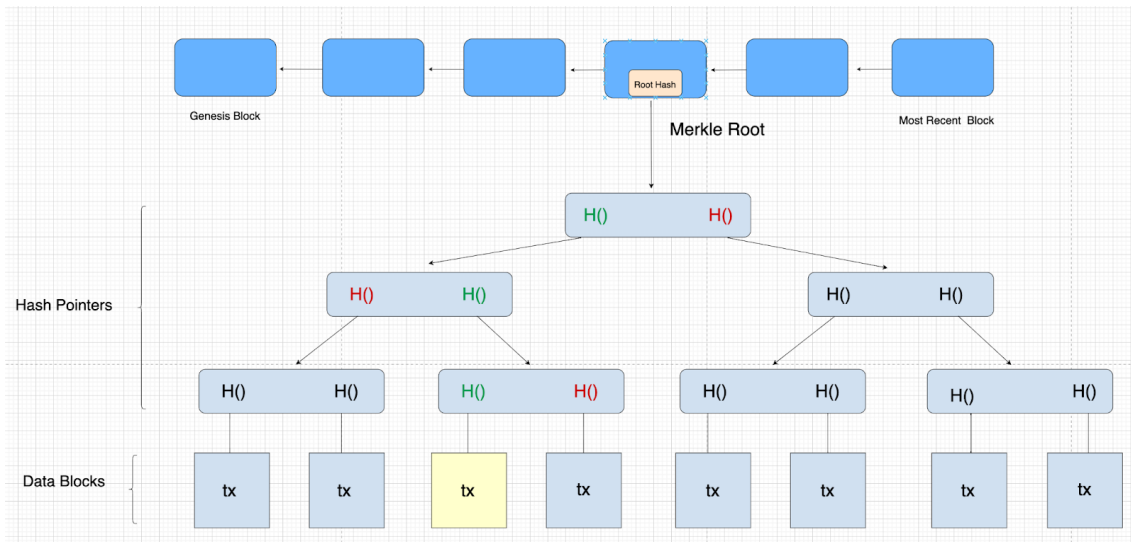 Root Hash
Genesis Block
Most Recent Block
Merkle Root
H() H()
Hash Pointers
H() H() H() H()
H() H() H() H() H() H() H() H()
Data Blocks
tx tx tx tx tx tx tx tx